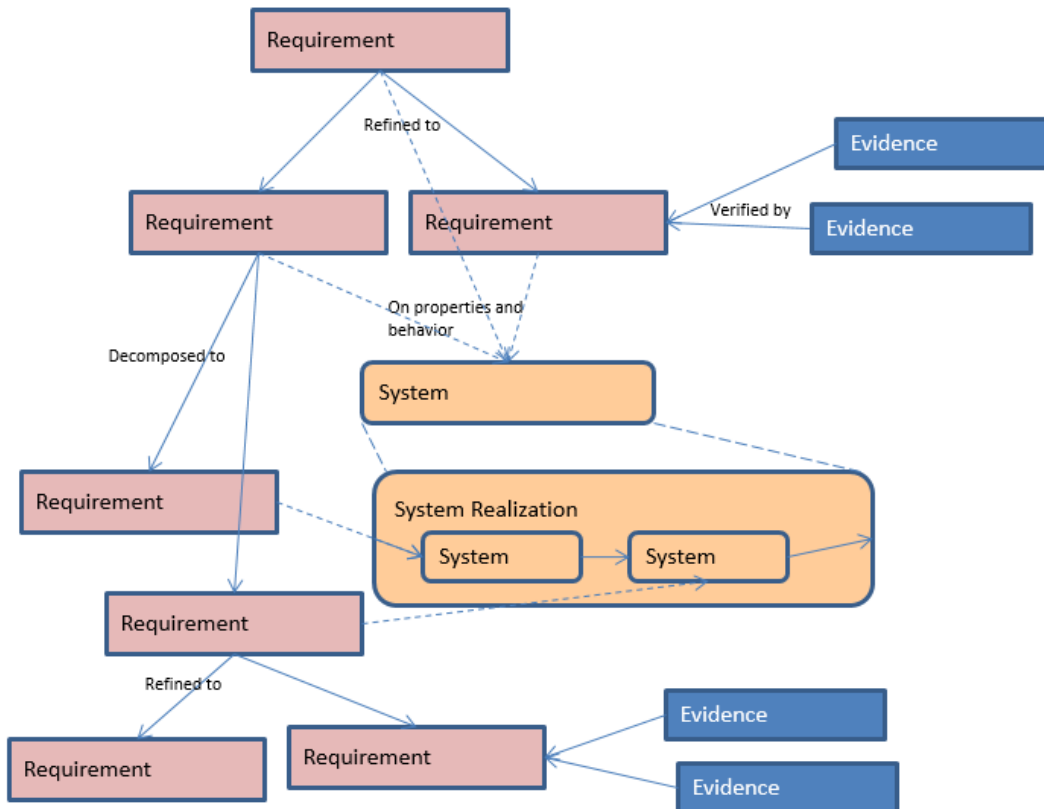 Requirement
Refined to
Evidence
Requirement
Requirement
Verified by
Evidence
On properties and
behavior
Decomposed to
System
Requirement
System Realization
System
System
Requirement
Refined to
Evidence
Requirement
Requirement
Evidence